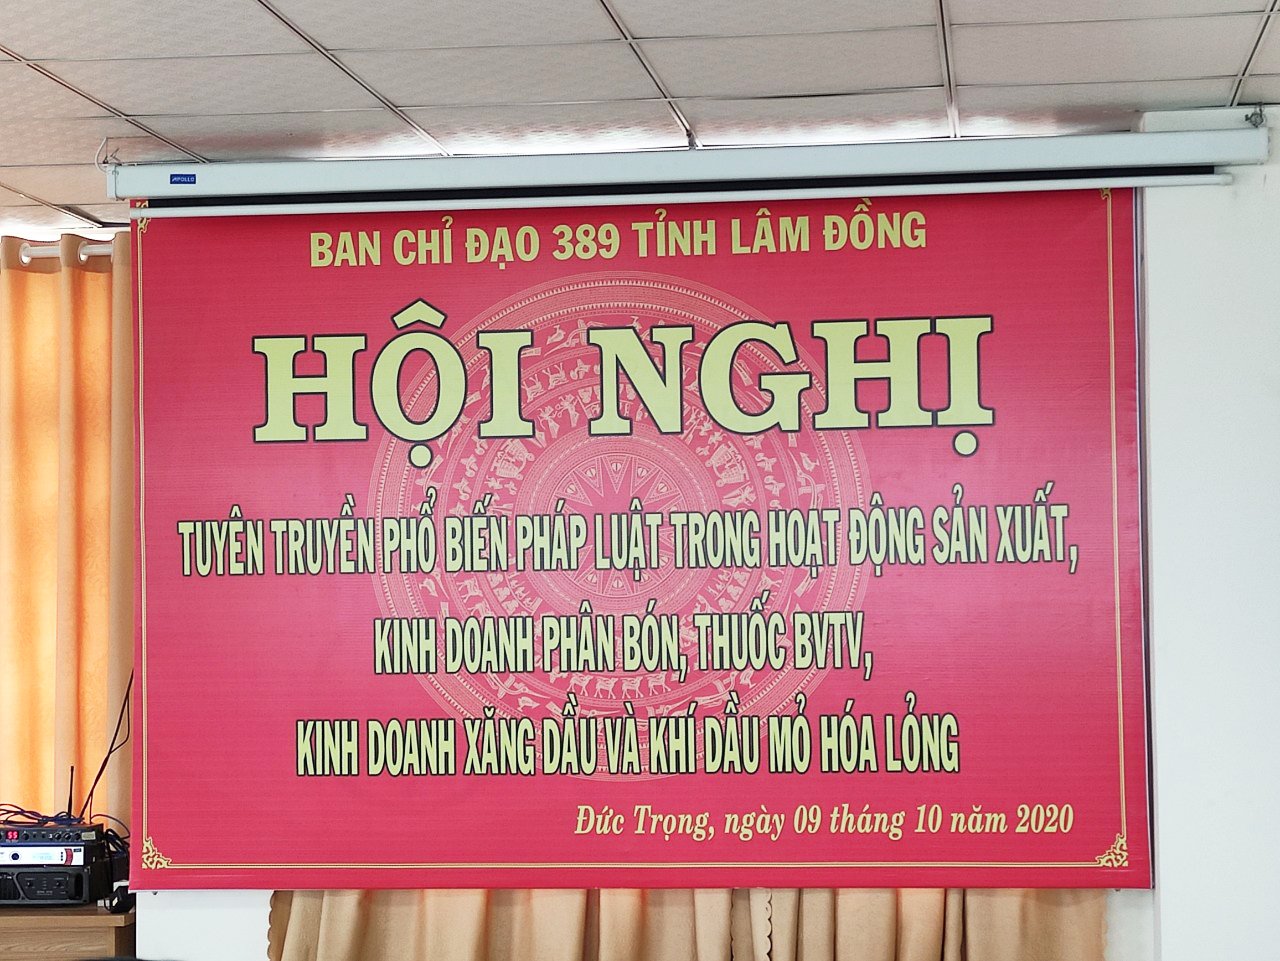 APOLLO
BAN CHỈ ĐẠO 389 TỈNH LÂM ĐỒNG
HỘI NGHỊ
TUYÊN TRUYỀN PHỔ BIẾN PHÁP LUẬT TRONG HOẠT ĐỘNG SẢN XUẤT,
KINH DOANH PHÂN BÓN, THUỐC BVTV,
KINH DOANH XĂNG DẦU VÀ KHÍ DẦU MỎ HÓA LỎNG
Đức Trọng, ngày 09 tháng 10 năm 2020